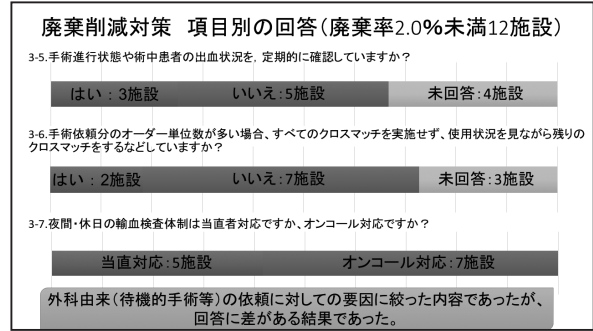 廃棄削減対策　項目別の回答(廃棄率2.0%未満12施設)
3-5.手術進行状態や術中患者の出血状況を,定期的に確認していますか？
はい：3施設　いいえ:5施設　未回答:4施設
3-6.手術依頼分のオーダー単位数が多い場合、すべてのクロスマッチを実施せず、使用状況を見ながら残りの
クロスマッチをするなどしていますか？
はい：2施設　いいえ:7施設　未回答:3施設
3-7.夜間・休日の輸血検査体制は当直者対応ですか、オンコール対応ですか？
当直対応:5施設　オンコール対応:7施設
外科由来(待機的手術等)の依頼に対しての要因に絞った内容であったが、
回答に差がある結果であった。